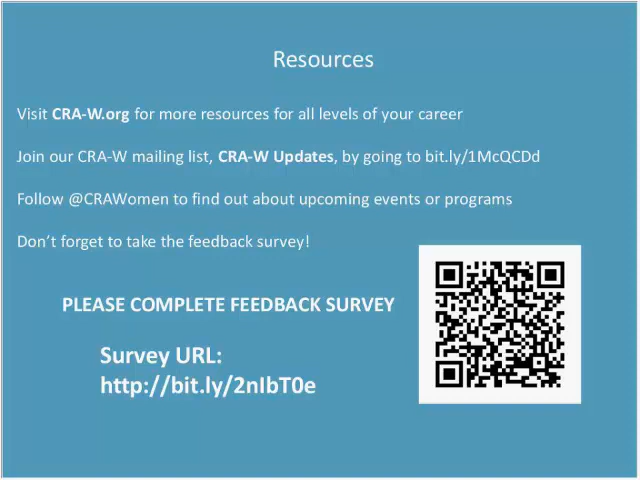 Resources
Visit CRA-W.org for more resources for all levels of your career
Join our CRA-W mailing list, CRA-W Updates, by going to bit.ly/1McQCDd
Follow @CRAWomen to find out about upcoming events or programs
Don’t forget to take the feedback survey!
PLEASE COMPLETE FEEDBACK SURVEY
Survey URL:
http://bit.ly/2nIbT0e